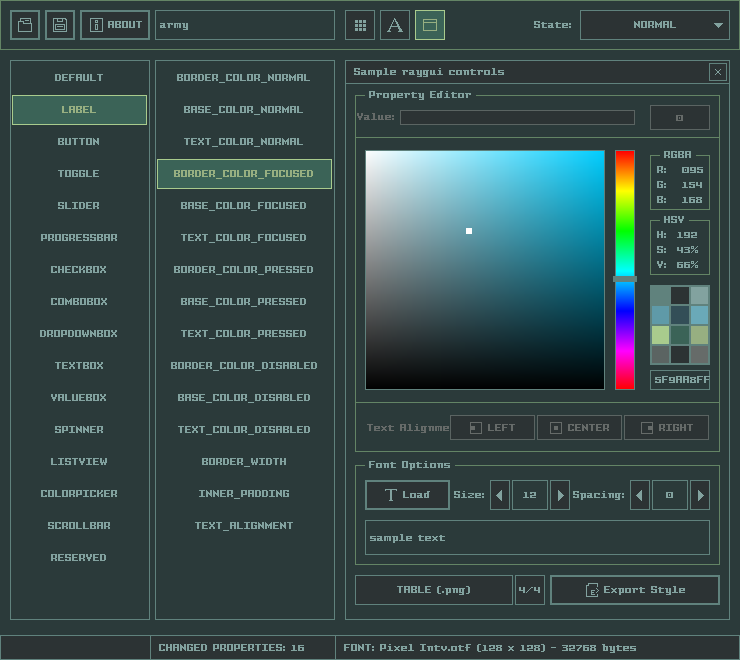 ABOUT
army
State:
NORMAL
DEFAULT
LABEL
BUTTON
TOGGLE
SLIDER
PROGRESSBAR
CHECKBOX
COMBOBOX
DROPDOWNBOX
TEXTBOX
VALUEBOX
SPINNER
LISTVIEW
COLORPICKER
SCROLLBAR
RESERVED
BORDER_COLOR_NORMAL
BASE_COLOR_NORMAL
TEXT_COLOR_NORMAL
BORDER_COLOR_FOCUSED
BASE_COLOR_FOCUSED
TEXT_COLOR_FOCUSED
BORDER_COLOR_PRESSED
BASE_COLOR_PRESSED
TEXT_COLOR_PRESSED
BORDER_COLOR_DISABLED
BASE_COLOR_DISABLED
TEXT_COLOR_DISABLED
BORDER_WIDTH
INNER_PADDING
TEXT_ALIGNMENT
Sample raygui controls
Property Editor
Value:
0
RGBA
R: 095
G: 154
B: 168
HSV
H: 192
S: 43%
V: 66%
5F9AA8FF
Text Alignme
LEFT
CENTER
RIGHT
Font Options
Load
Size:
12
Spacing:
0
sample text
TABLE (.png)
4/4
Export Style
CHANGED PROPERTIES: 16
FONT: Pixel Intv.otf (128 x 128) - 32768 bytes